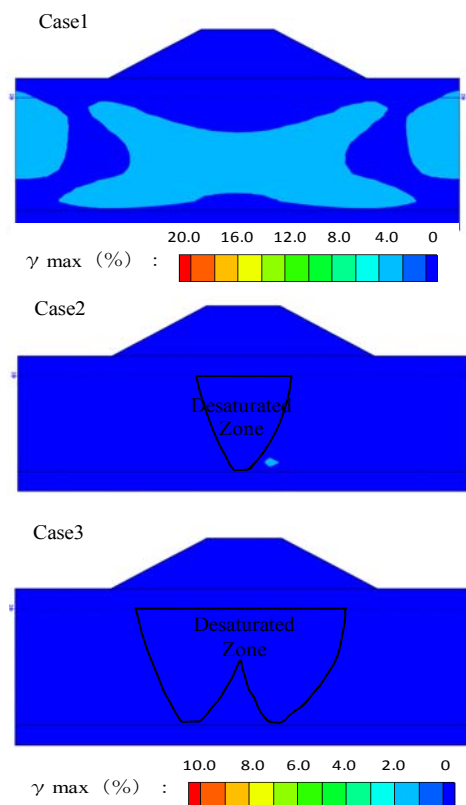 Case1
20.0 16.0 12.0 8.0 4.0 0
γ max (%) :
Case2
Desaturated
Zone
Case3
Desaturated
Zone
10.0 8.0 6.0 4.0 2.0 0
γ max (%) :